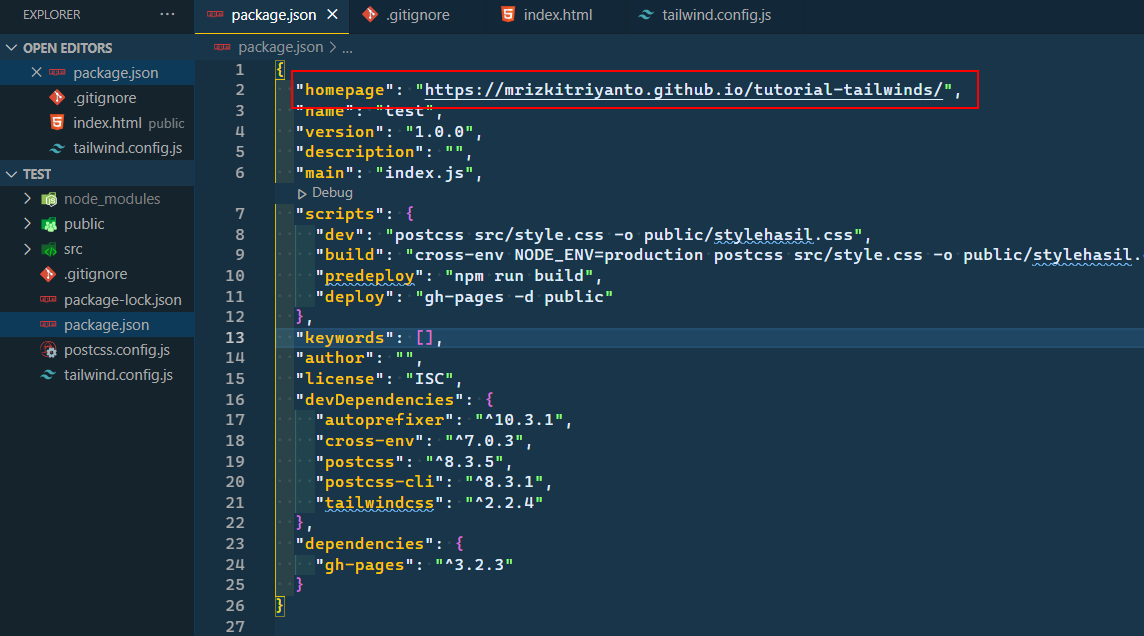 EXPLORER ···
package.json .gitignore index.html tailwind.config.js
OPEN EDITORS
package.json
.gitignore
index.html public
tailwind.config.js
TEST
node_modules
public
src
.gitignore
package-lock.json
package.json
postcss.config.js
tailwind.config.js
package.json > ...
1 {
2 "homepage": "https://mrizkitriyanto.github.io/tutorial-tailwinds/",
3 "name": "test",
4 "version": "1.0.0",
5 "description": "",
6 "main": "index.js",
Debug
7 "scripts": {
8 "dev": "postcss src/style.css -o public/stylehasil.css",
9 "build": "cross-env NODE_ENV=production postcss src/style.css -o public/stylehasil.
10 "predeploy": "npm run build",
11 "deploy": "gh-pages -d public"
12 },
13 "keywords": [],
14 "author": "",
15 "license": "ISC",
16 "devDependencies": {
17 "autoprefixer": "^10.3.1",
18 "cross-env": "^7.0.3",
19 "postcss": "^8.3.5",
20 "postcss-cli": "^8.3.1",
21 "tailwindcss": "^2.2.4"
22 },
23 "dependencies": {
24 "gh-pages": "^3.2.3"
25 }
26 }
27